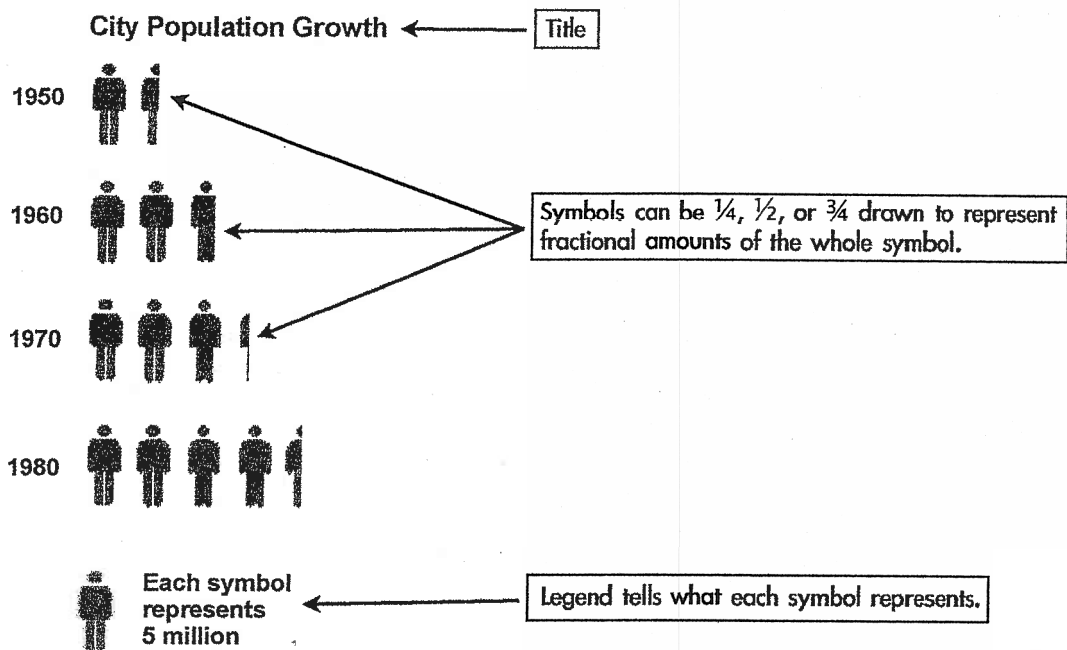 City Population Growth
Title
1950
1960
Symbols can be ¼, ½, or ¾ drawn to represent
fractional amounts of the whole symbol.
1970
1980
Each symbol
represents
5 million
Legend tells what each symbol represents.